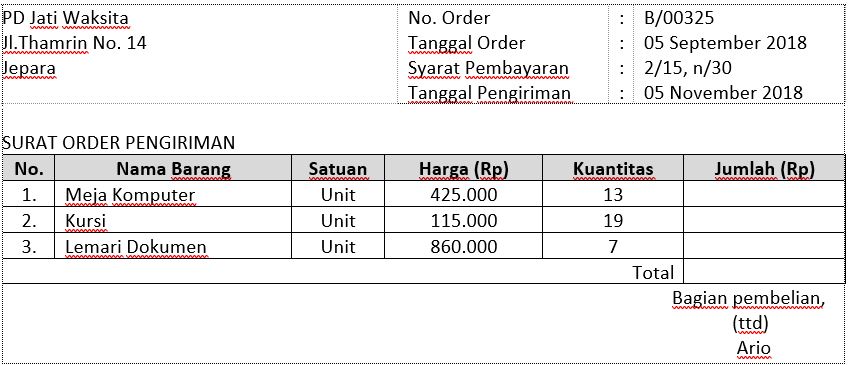 PD Jati Waksita
Jl.Thamrin No. 14
Jepara
No. Order : B/00325
Tanggal Order : 05 September 2018
Syarat Pembayaran : 2/15, n/30
Tanggal Pengiriman : 05 November 2018
SURAT ORDER PENGIRIMAN
No. Nama Barang Satuan Harga (Rp) Kuantitas Jumlah (Rp)
1. Meja Komputer Unit 425.000 13
2. Kursi Unit 115.000 19
3. Lemari Dokumen Unit 860.000 7
Total
Bagian pembelian,
(ttd)
Ario